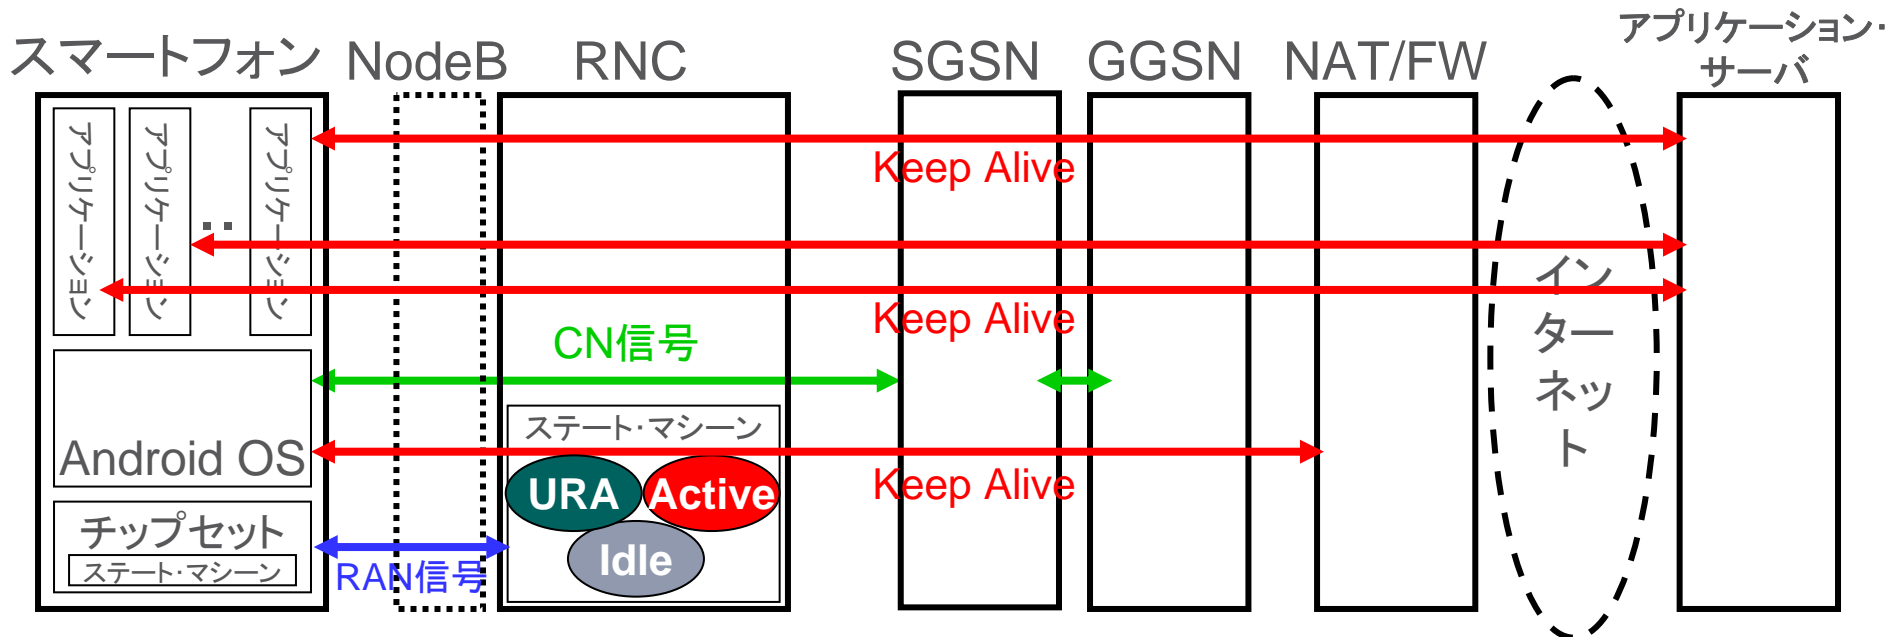 スマートフォン
NodeB
RNC
SGSN
GGSN
NAT/FW
アプリケーション・
サーバ
アプリケーション
アプリケーション
‥
アプリケーション
Keep Alive
Keep Alive
CN信号
Android OS
ステート・マシーン
Keep Alive
URA
Active
Idle
チップセット
ステート・マシーン
RAN信号
イン
ター
ネッ
ト